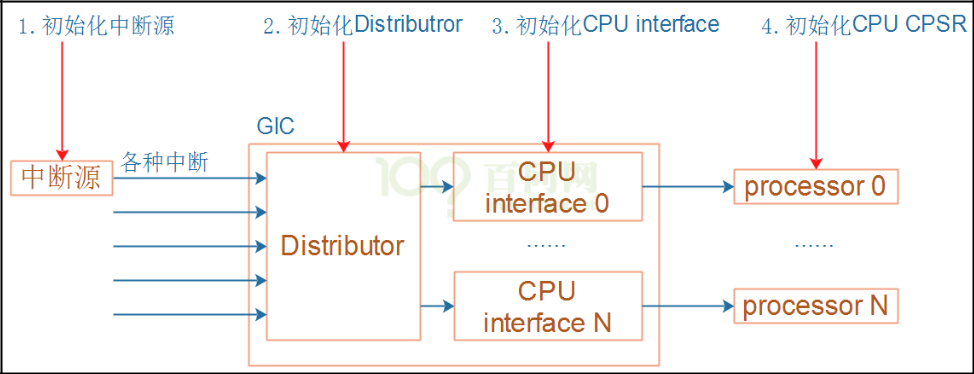 1.初始化中断源
2.初始化Distributror
3.初始化CPU interface
4.初始化CPU CPSR
GIC
各种中断
中断源
Distributor
CPU
interface 0
processor 0
......
......
CPU
interface N
processor N
100 百问网